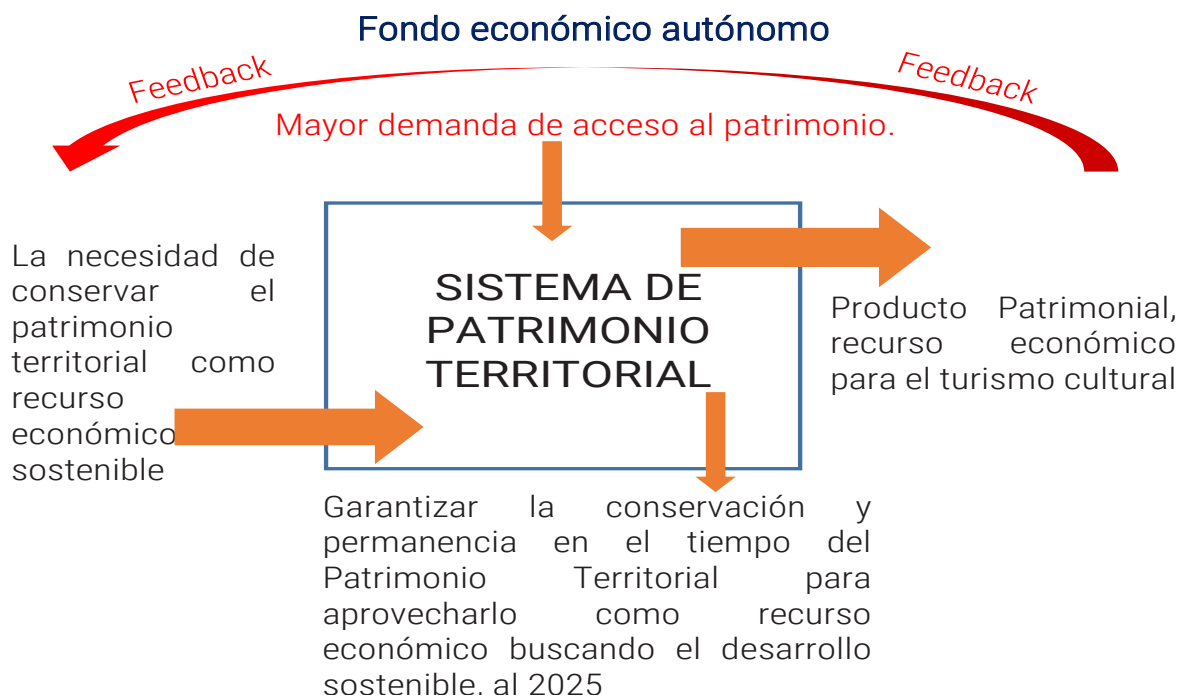 Fondo económico autónomo
Feedback
Feedback
Mayor demanda de acceso al patrimonio.
La necesidad de
conservar el
patrimonio
territorial como
recurso
económico
sostenible
SISTEMA DE
PATRIMONIO
TERRITORIAL
Producto Patrimonial,
recurso económico
para el turismo cultural
Garantizar la conservación y
permanencia en el tiempo del
Patrimonio Territorial para
aprovecharlo como recurso
económico buscando el desarrollo
sostenible, al 2025